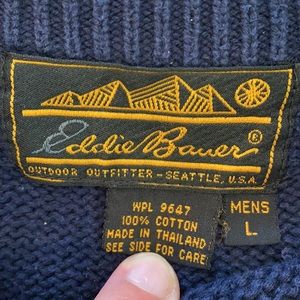 Eddie Bauer ®
OUTDOOR OUTFITTER - SEATTLE, U.S.A.
WPL 9647
100% COTTON
MADE IN THAILAND
SEE SIDE FOR CARE
MENS
L